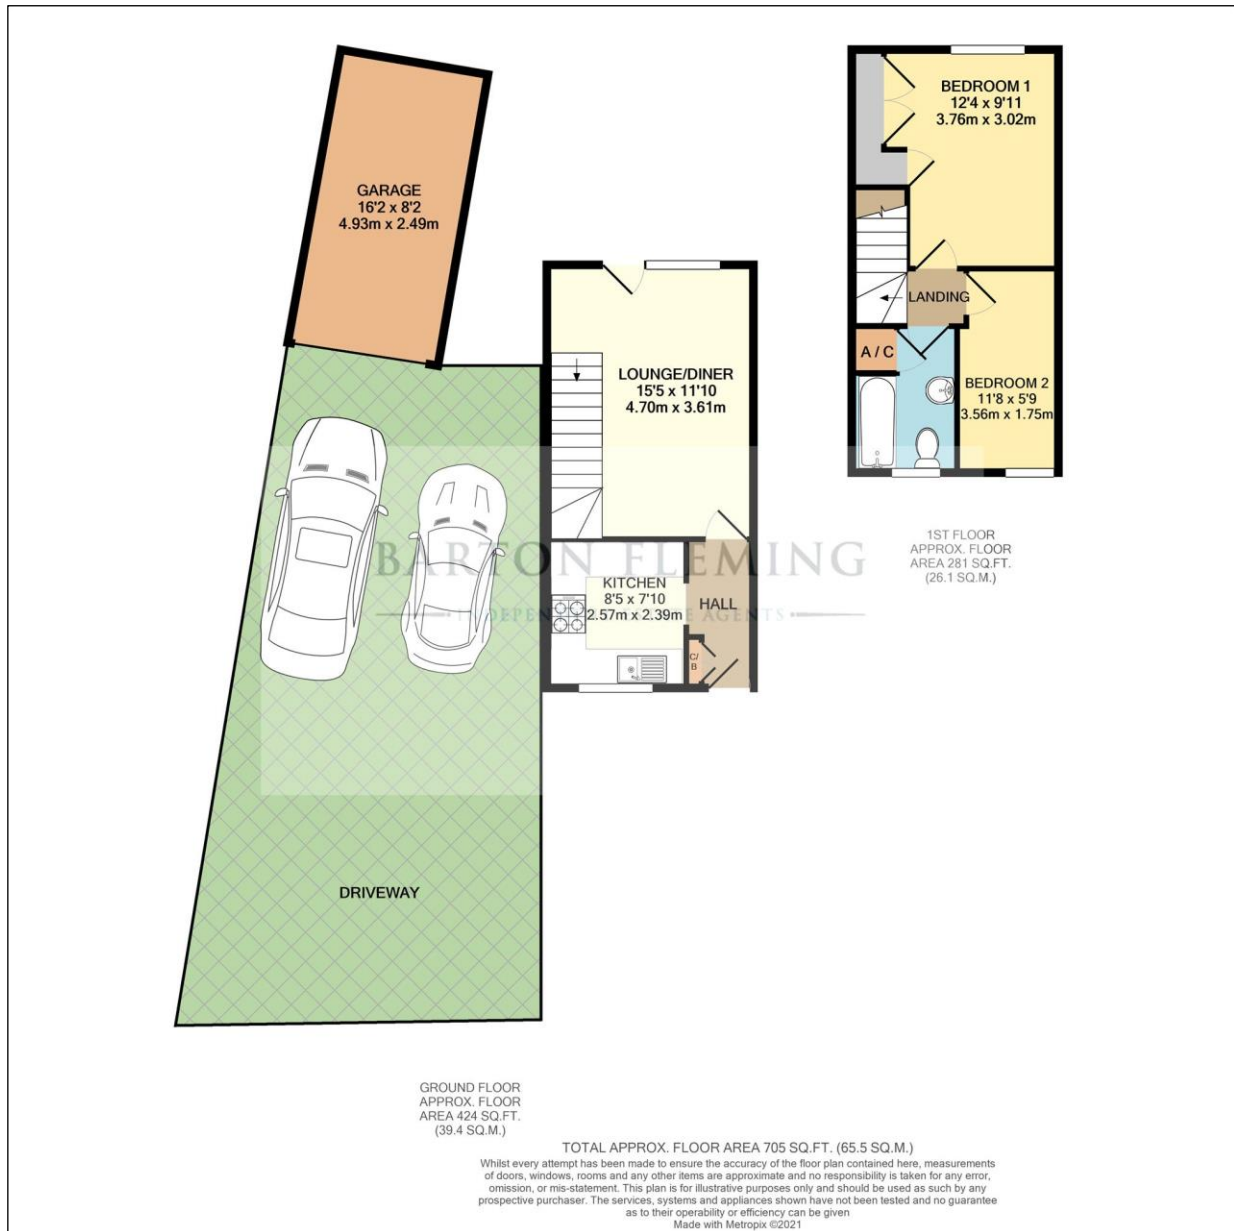 GARAGE
16'2 x 8'2
4.93m x 2.49m
BEDROOM 1
12'4 x 9'11
3.76m x 3.02m
LANDING
A / C
BEDROOM 2
11'8 x 5'9
3.56m x 1.75m
LOUNGE/DINER
15'5 x 11'10
4.70m x 3.61m
BARTON FLEMING
INDEPENDENT ESTATE AGENTS
KITCHEN
8'5 x 7'10
2.57m x 2.39m
HALL
C/
B
1ST FLOOR
APPROX. FLOOR
AREA 281 SQ.FT.
(26.1 SQ.M.)
DRIVEWAY
GROUND FLOOR
APPROX. FLOOR
AREA 424 SQ.FT.
(39.4 SQ.M.)
TOTAL APPROX. FLOOR AREA 705 SQ.FT. (65.5 SQ.M.)
Whilst every attempt has been made to ensure the accuracy of the floor plan contained here, measurements
of doors, windows, rooms and any other items are approximate and no responsibility is taken for any error,
omission, or mis-statement. This plan is for illustrative purposes only and should be used as such by any
prospective purchaser. The services, systems and appliances shown have not been tested and no guarantee
as to their operability or efficiency can be given
Made with Metropix ©2021